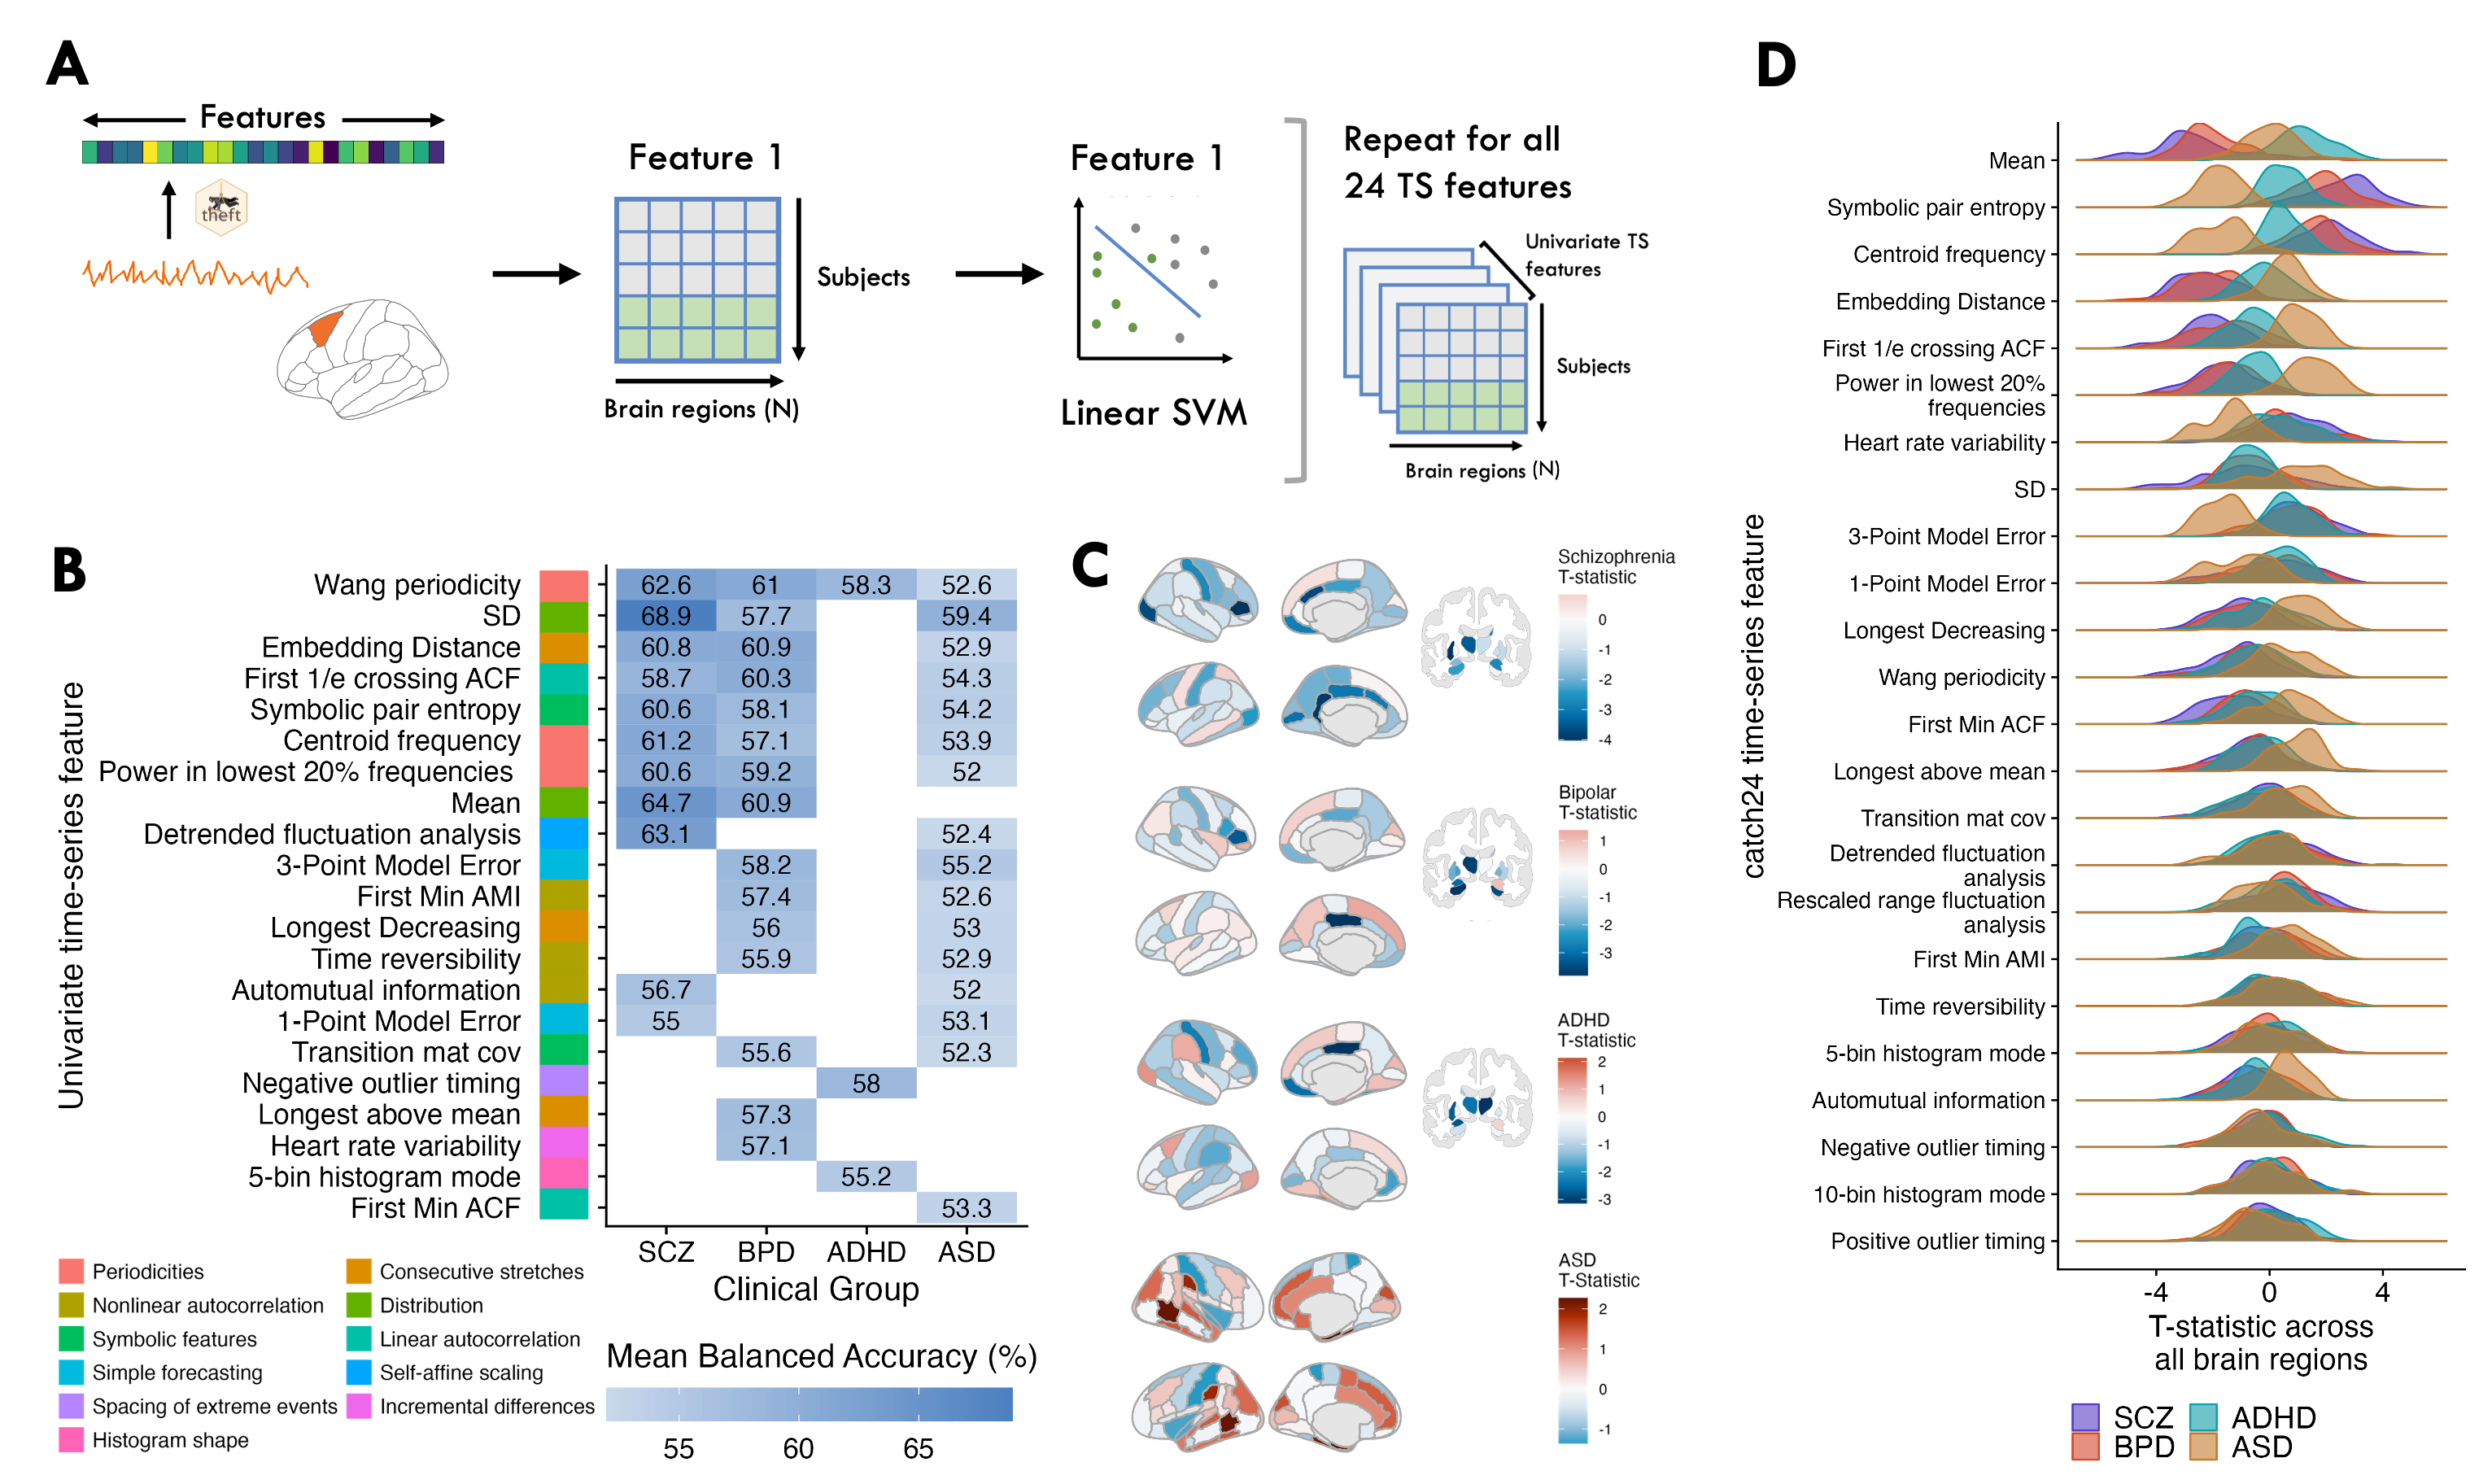 A
Features
theft
Feature 1
Subjects
Brain regions (N)
Feature 1
Linear SVM
Repeat for all
24 TS features
Univariate TS
features
Subjects
Brain regions (N)
B
Univariate time-series feature
Wang periodicity 62.6 61 58.3 52.6
SD 68.9 57.7 59.4
Embedding Distance 60.8 60.9 52.9
First 1/e crossing ACF 58.7 60.3 54.3
Symbolic pair entropy 60.6 58.1 54.2
Centroid frequency 61.2 57.1 53.9
Power in lowest 20% frequencies 60.6 59.2 52
Mean 64.7 60.9
Detrended fluctuation analysis 63.1 52.4
3-Point Model Error 58.2 55.2
First Min AMI 57.4 52.6
Longest Decreasing 56 53
Time reversibility 55.9 52.9
Automutual information 56.7 52
1-Point Model Error 55 53.1
Transition mat cov 55.6 52.3
Negative outlier timing 58
Longest above mean 57.3
Heart rate variability 57.1
5-bin histogram mode 55.2
First Min ACF 53.3
SCZ BPD ADHD ASD
Clinical Group
Periodicities
Nonlinear autocorrelation
Symbolic features
Simple forecasting
Spacing of extreme events
Histogram shape
Consecutive stretches
Distribution
Linear autocorrelation
Self-affine scaling
Incremental differences
Mean Balanced Accuracy (%)
55 60 65
C
Schizophrenia
T-statistic
0
-1
-2
-3
-4
Bipolar
T-statistic
1
0
-1
-2
-3
ADHD
T-statistic
2
1
0
-1
-2
-3
ASD
T-Statistic
2
1
0
-1
D
catch24 time-series feature
Mean
Symbolic pair entropy
Centroid frequency
Embedding Distance
First 1/e crossing ACF
Power in lowest 20%
frequencies
Heart rate variability
SD
3-Point Model Error
1-Point Model Error
Longest Decreasing
Wang periodicity
First Min ACF
Longest above mean
Transition mat cov
Detrended fluctuation
analysis
Rescaled range fluctuation
analysis
First Min AMI
Time reversibility
5-bin histogram mode
Automutual information
Negative outlier timing
10-bin histogram mode
Positive outlier timing
-4 0 4
T-statistic across
all brain regions
SCZ ADHD
BPD ASD